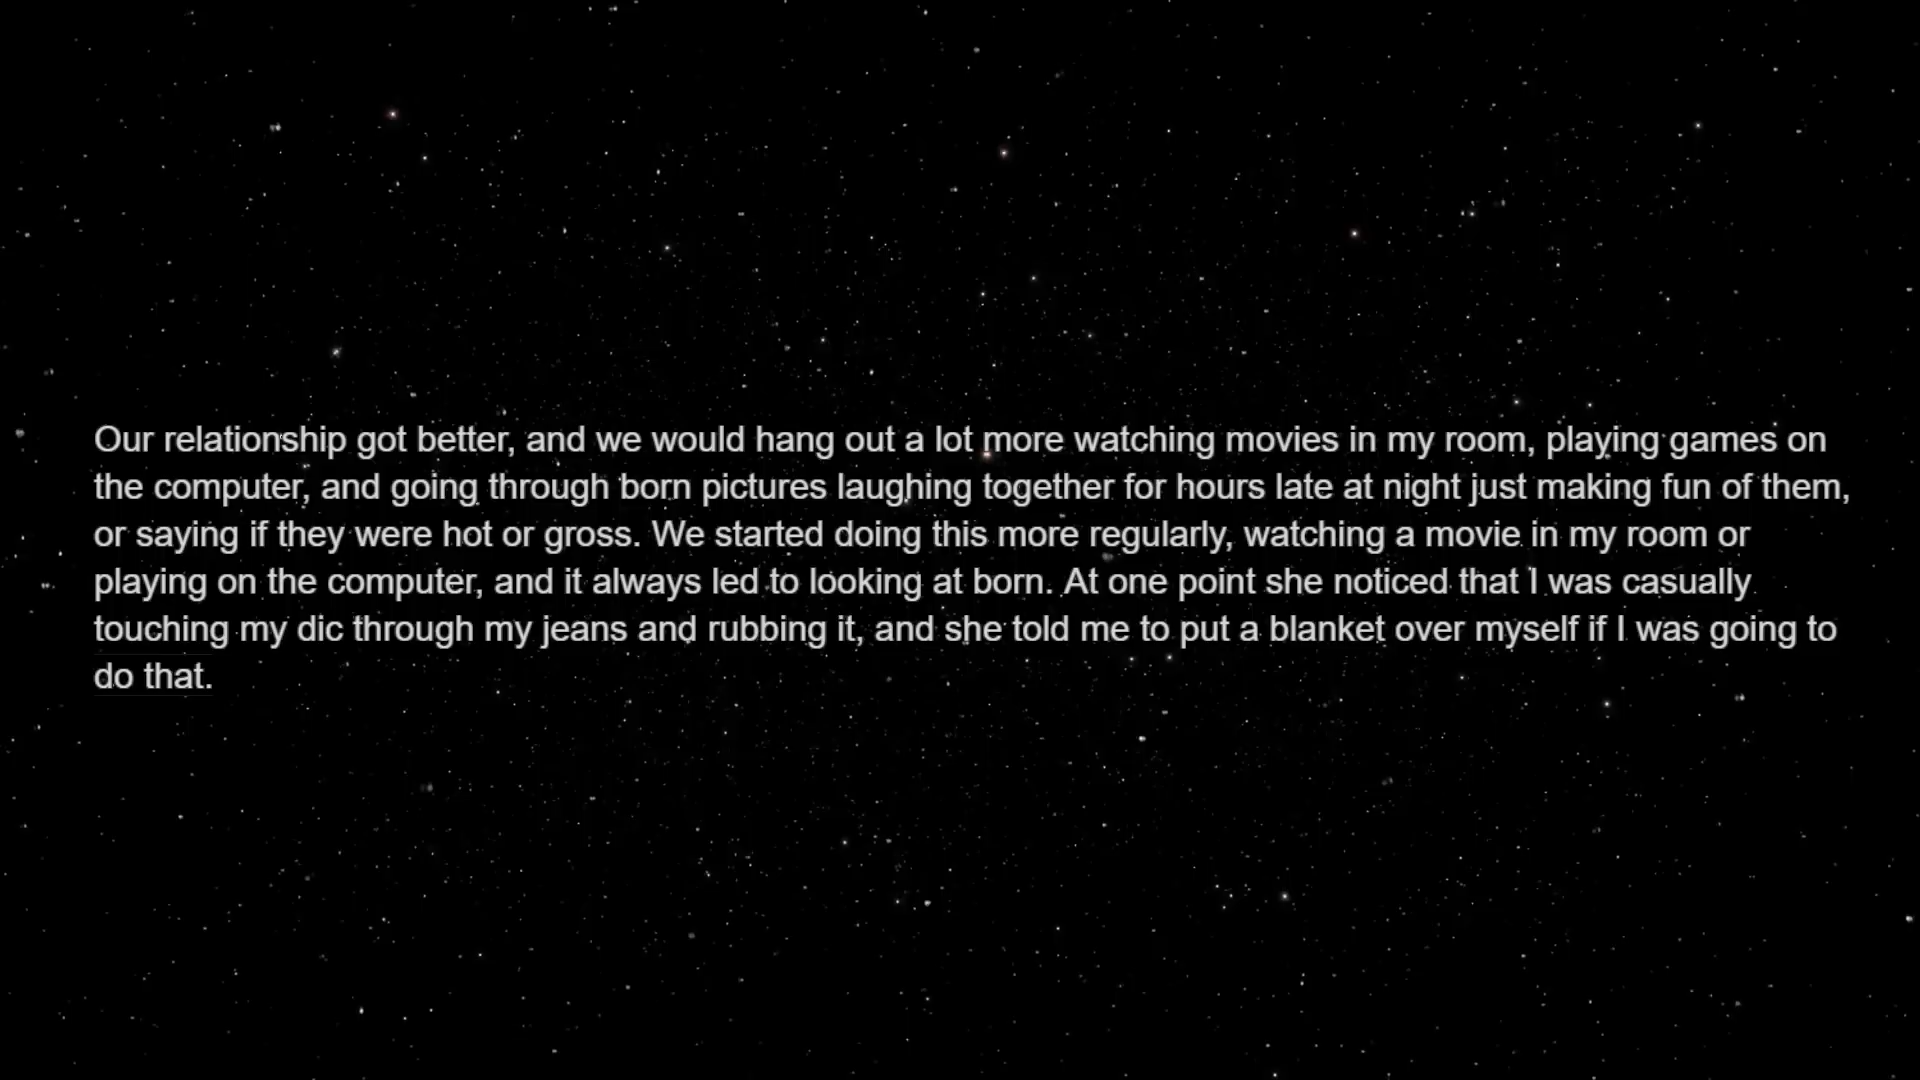 Our relationship got better, and we would hang out a lot more watching movies in my room, playing games on
the computer, and going through born pictures laughing together for hours late at night just making fun of them,
or saying if they were hot or gross. We started doing this more regularly, watching a movie in my room or
playing on the computer, and it always led to looking at born. At one point she noticed that I was casually
touching my dic through my jeans and rubbing it, and she told me to put a blanket over myself if I was going to
do that.